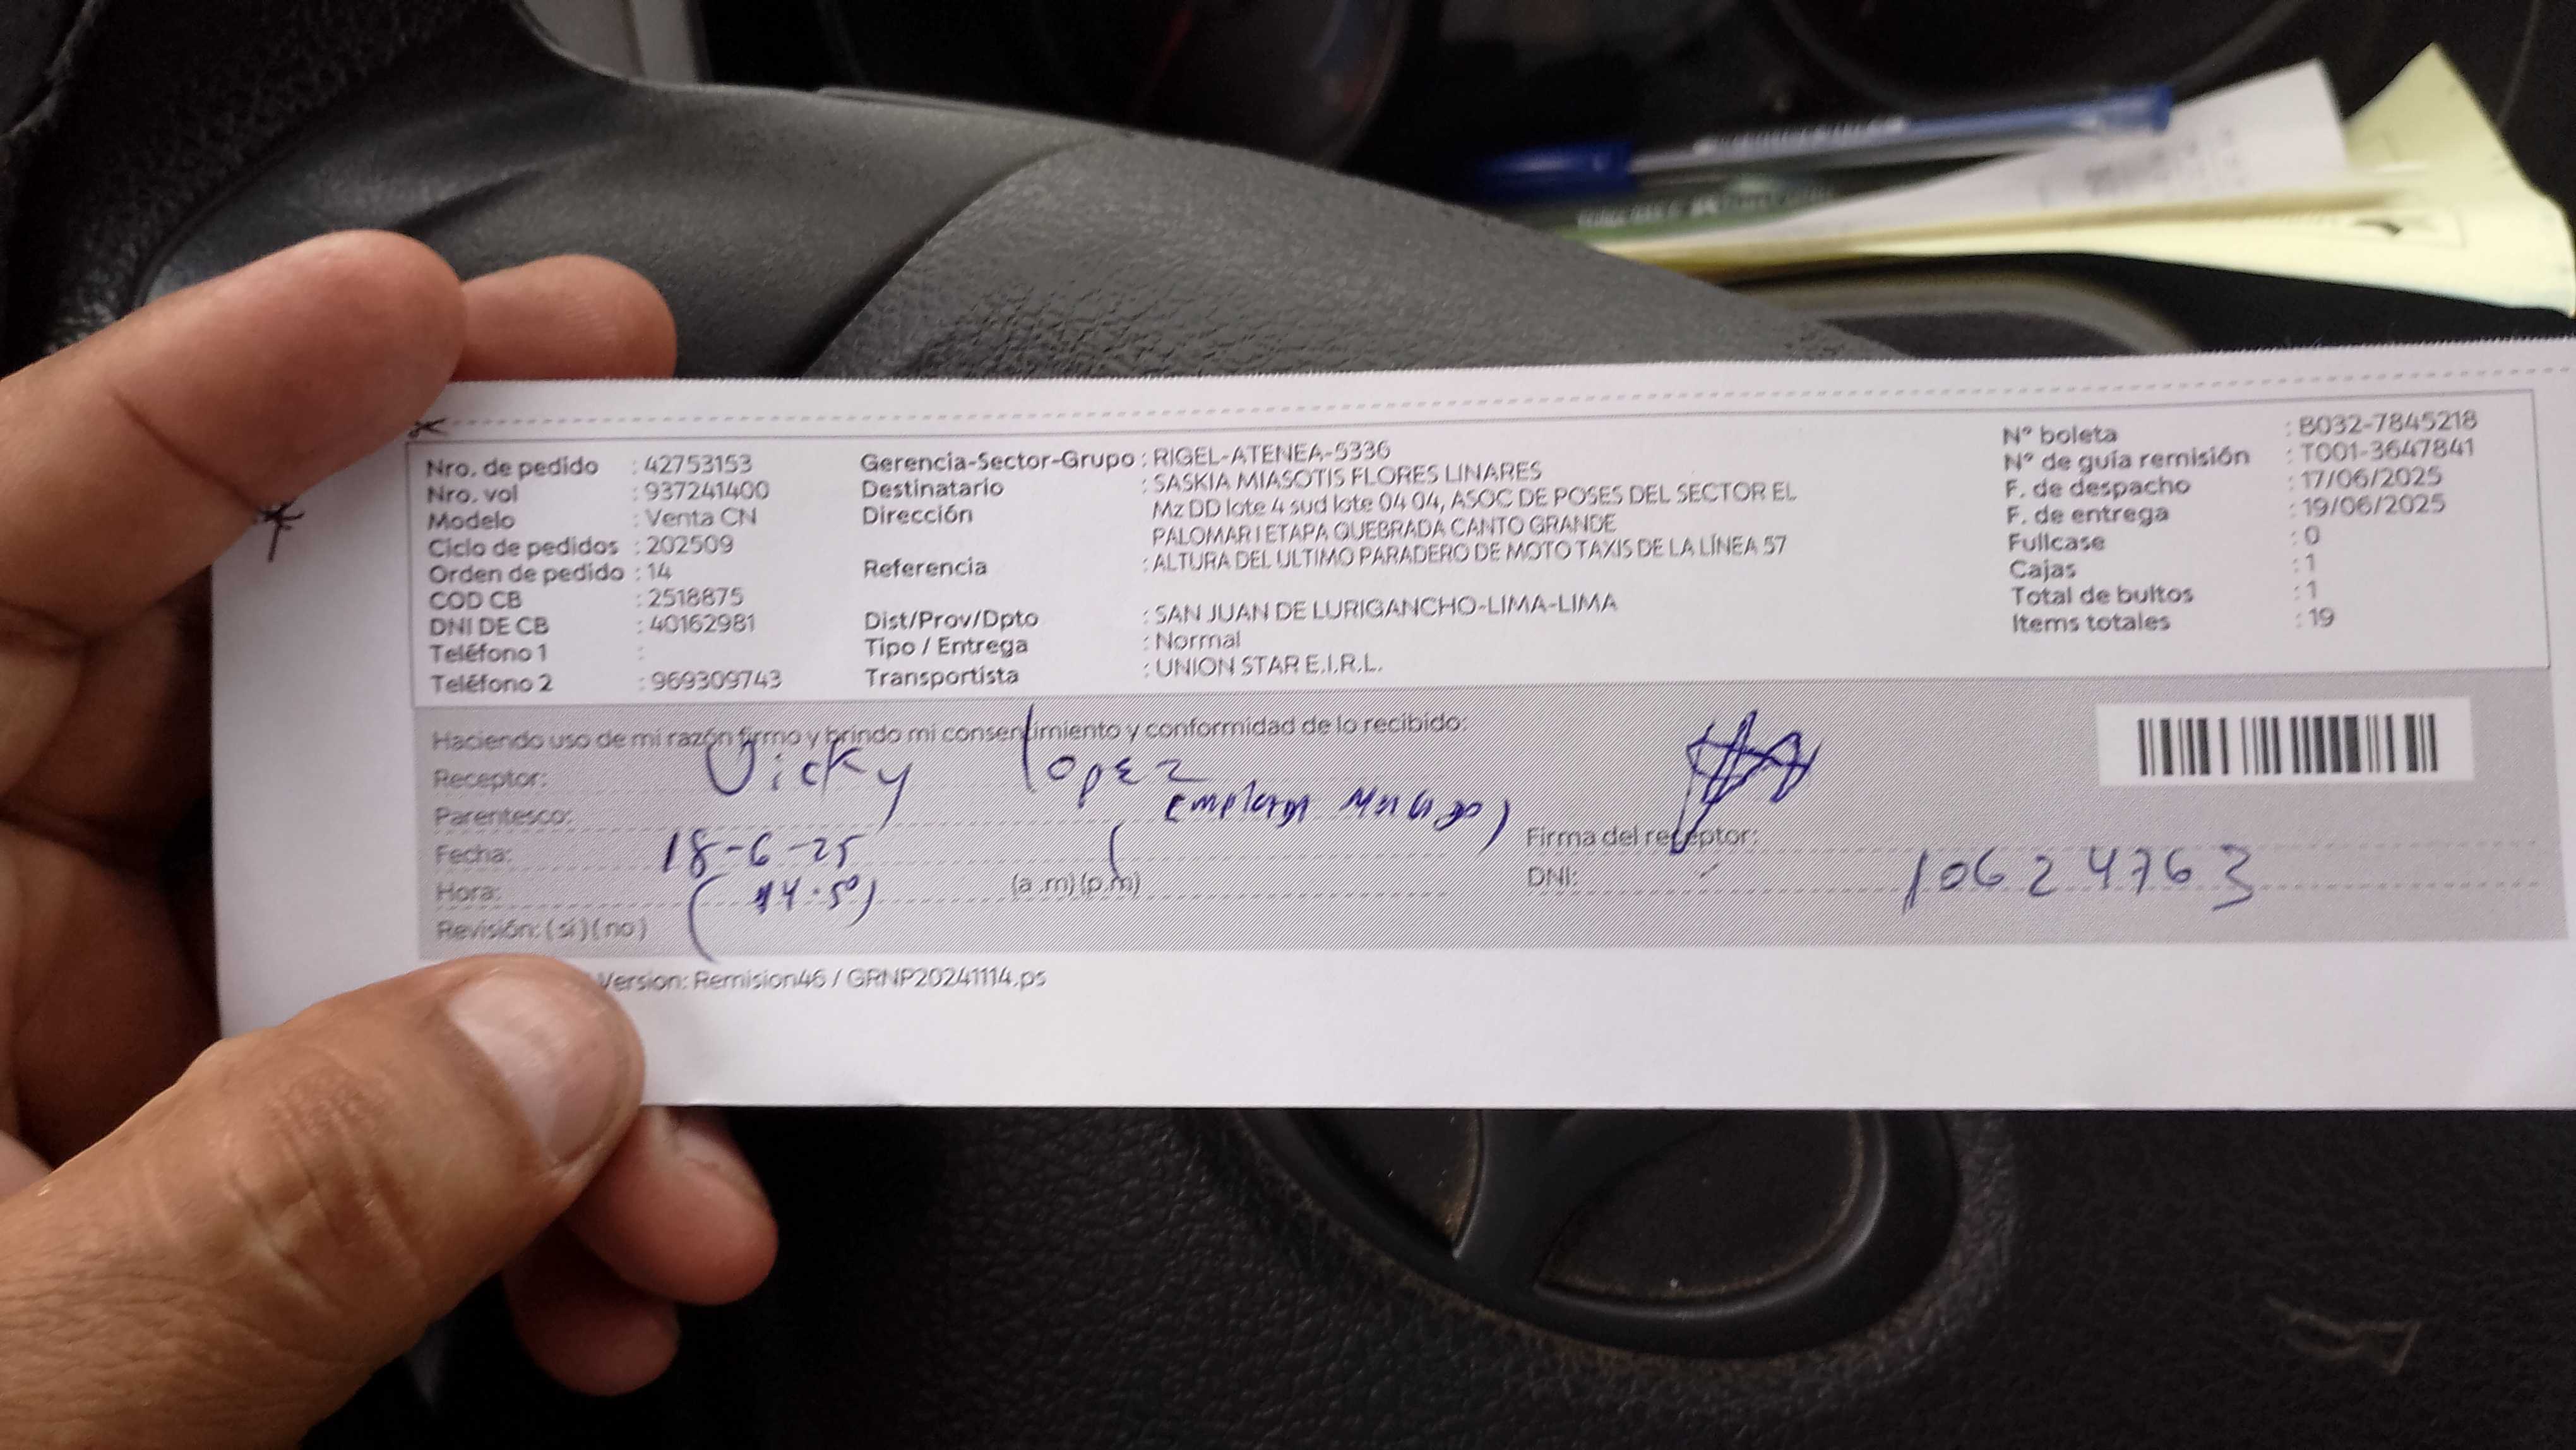 Nro. de pedido : 42753153
Nro. vol : 937241400
Modelo : Venta CN
Ciclo de pedidos : 202509
Orden de pedido : 14
COD CB : 2518875
DNI DE CB : 40162981
Teléfono 1 :
Teléfono 2 : 969309743
Gerencia-Sector-Grupo : RIGEL-ATENEA-5336
Destinatario : SASKIA MIASOTIS FLORES LINARES
Dirección Mz DD lote 4 sud lote 04 04, ASOC DE POSES DEL SECTOR EL
PALOMAR I ETAPA QUEBRADA CANTO GRANDE
Referencia : ALTURA DEL ULTIMO PARADERO DE MOTO TAXIS DE LA LÍNEA 57
Dist/Prov/Dpto : SAN JUAN DE LURIGANCHO-LIMA-LIMA
Tipo / Entrega : Normal
Transportista : UNION STAR E.I.R.L.
N° boleta : B032-7845218
N° de guía remisión : T001-3647841
F. de despacho : 17/06/2025
F. de entrega : 19/06/2025
Fullcase : 0
Cajas : 1
Total de bultos : 1
Items totales : 19
Haciendo uso de mi razón firmo y brindo mi consentimiento y conformidad de lo recibido:
Receptor: Vicky lopez
Parentesco:
Fecha: 18-6-25
Hora: (14.50) (a.m)(p.m)
Revisión: (si) (no)
Firma del receptor:
DNI: 10624763
Version: Remision46 / GRNP20241114.ps